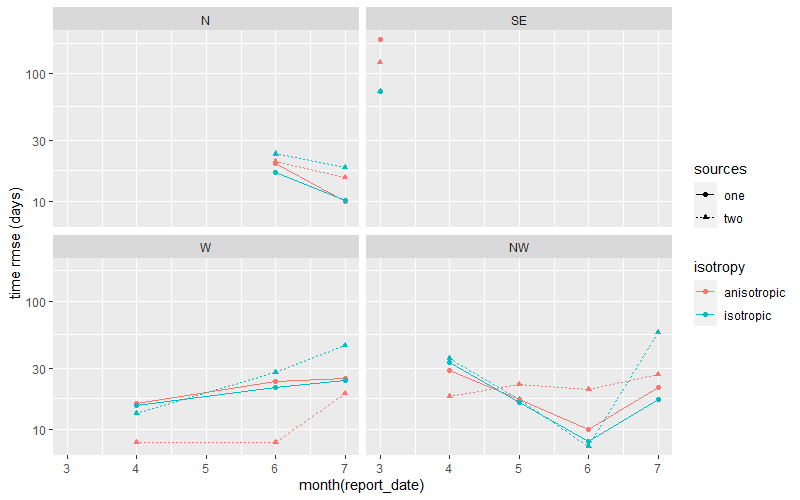 N
SE
100
30
10
W
NW
100
30
10
3
4
5
6
7
3
4
5
6
7
time rmse (days)
month(report_date)
sources
one
two
isotropy
anisotropic
isotropic